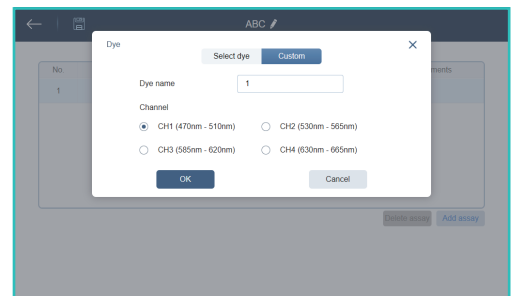 ABC
Dye
Select dye Custom
No. ments
Dye name 1
1
Channel
CH1 (470nm - 510nm) CH2 (530nm - 565nm)
CH3 (585nm - 620nm) CH4 (630nm - 665nm)
OK Cancel
Delete assay Add assay